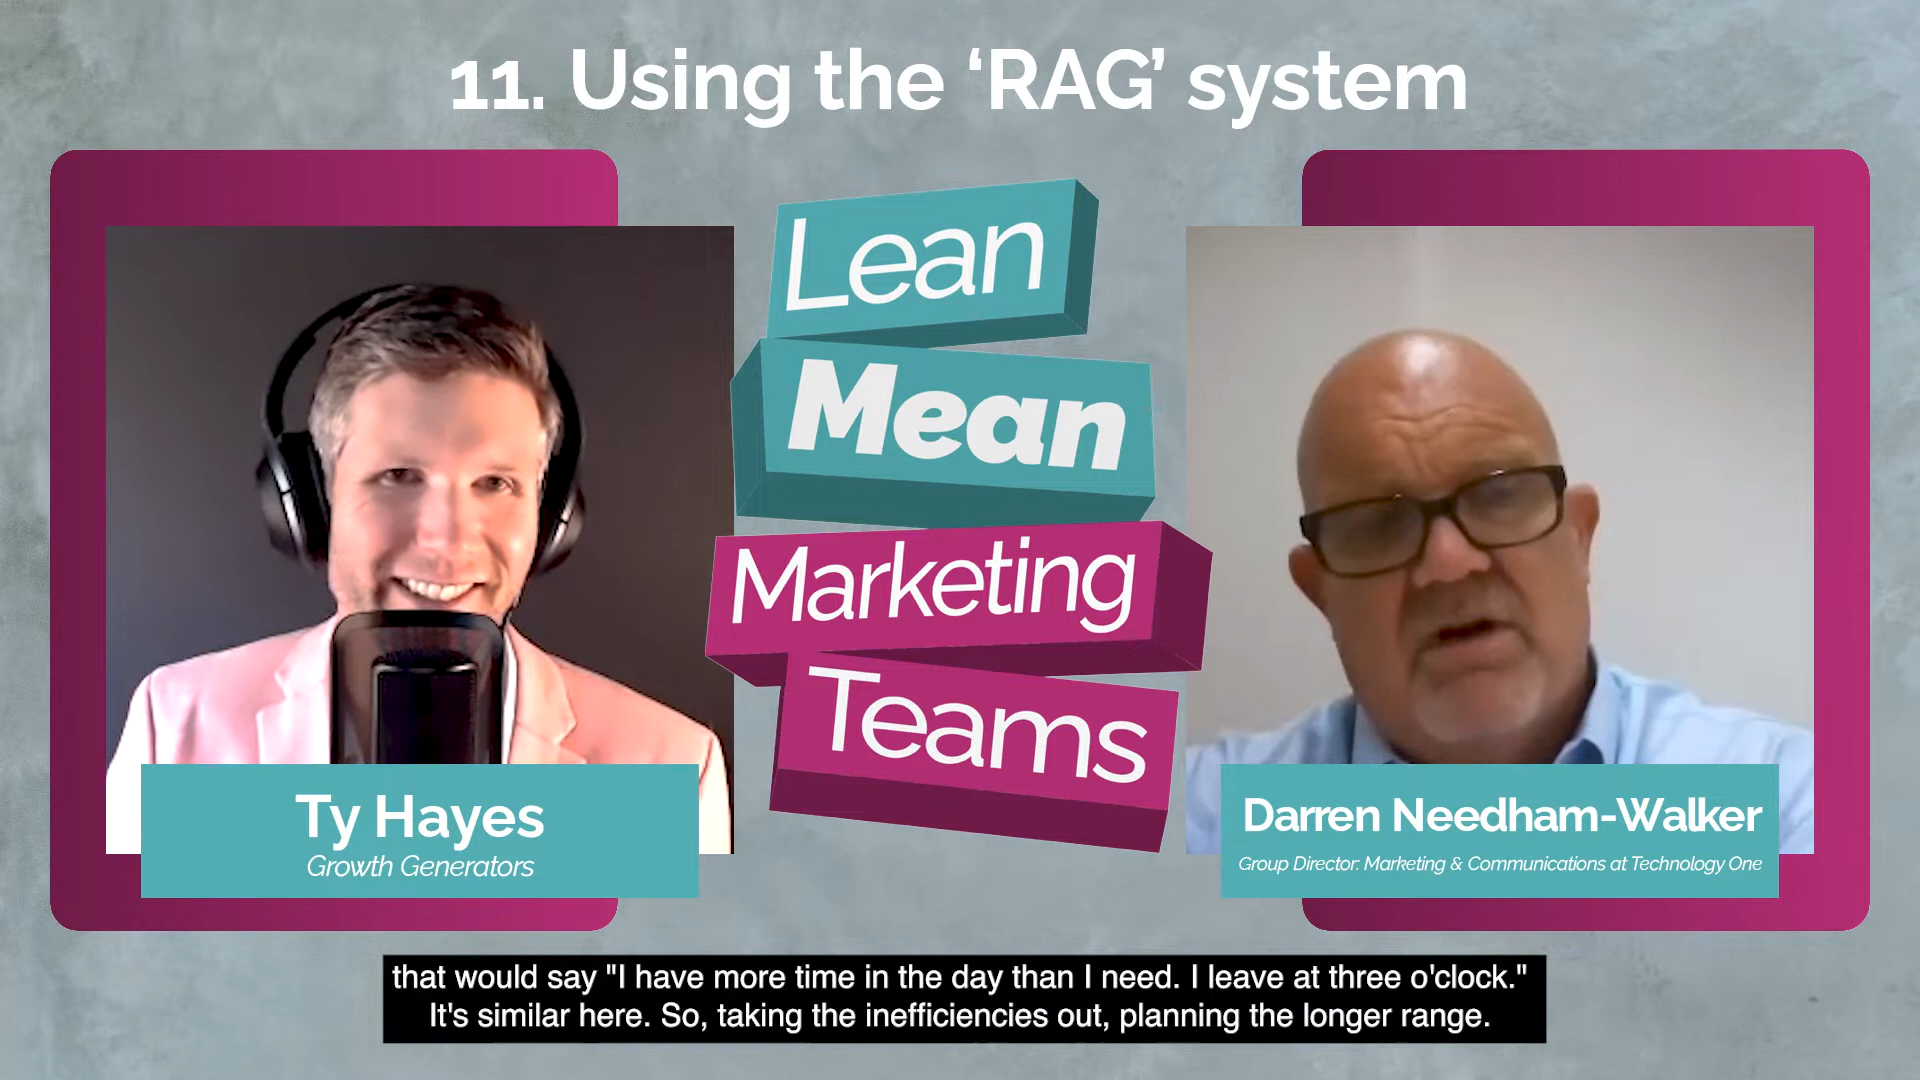 11. Using the ‘RAG’ system
Lean
Mean
Marketing
Teams
Ty Hayes
Growth Generators
Darren Needham-Walker
Group Director: Marketing & Communications at Technology One
that would say "I have more time in the day than I need. I leave at three o'clock."
It's similar here. So, taking the inefficiencies out, planning the longer range.